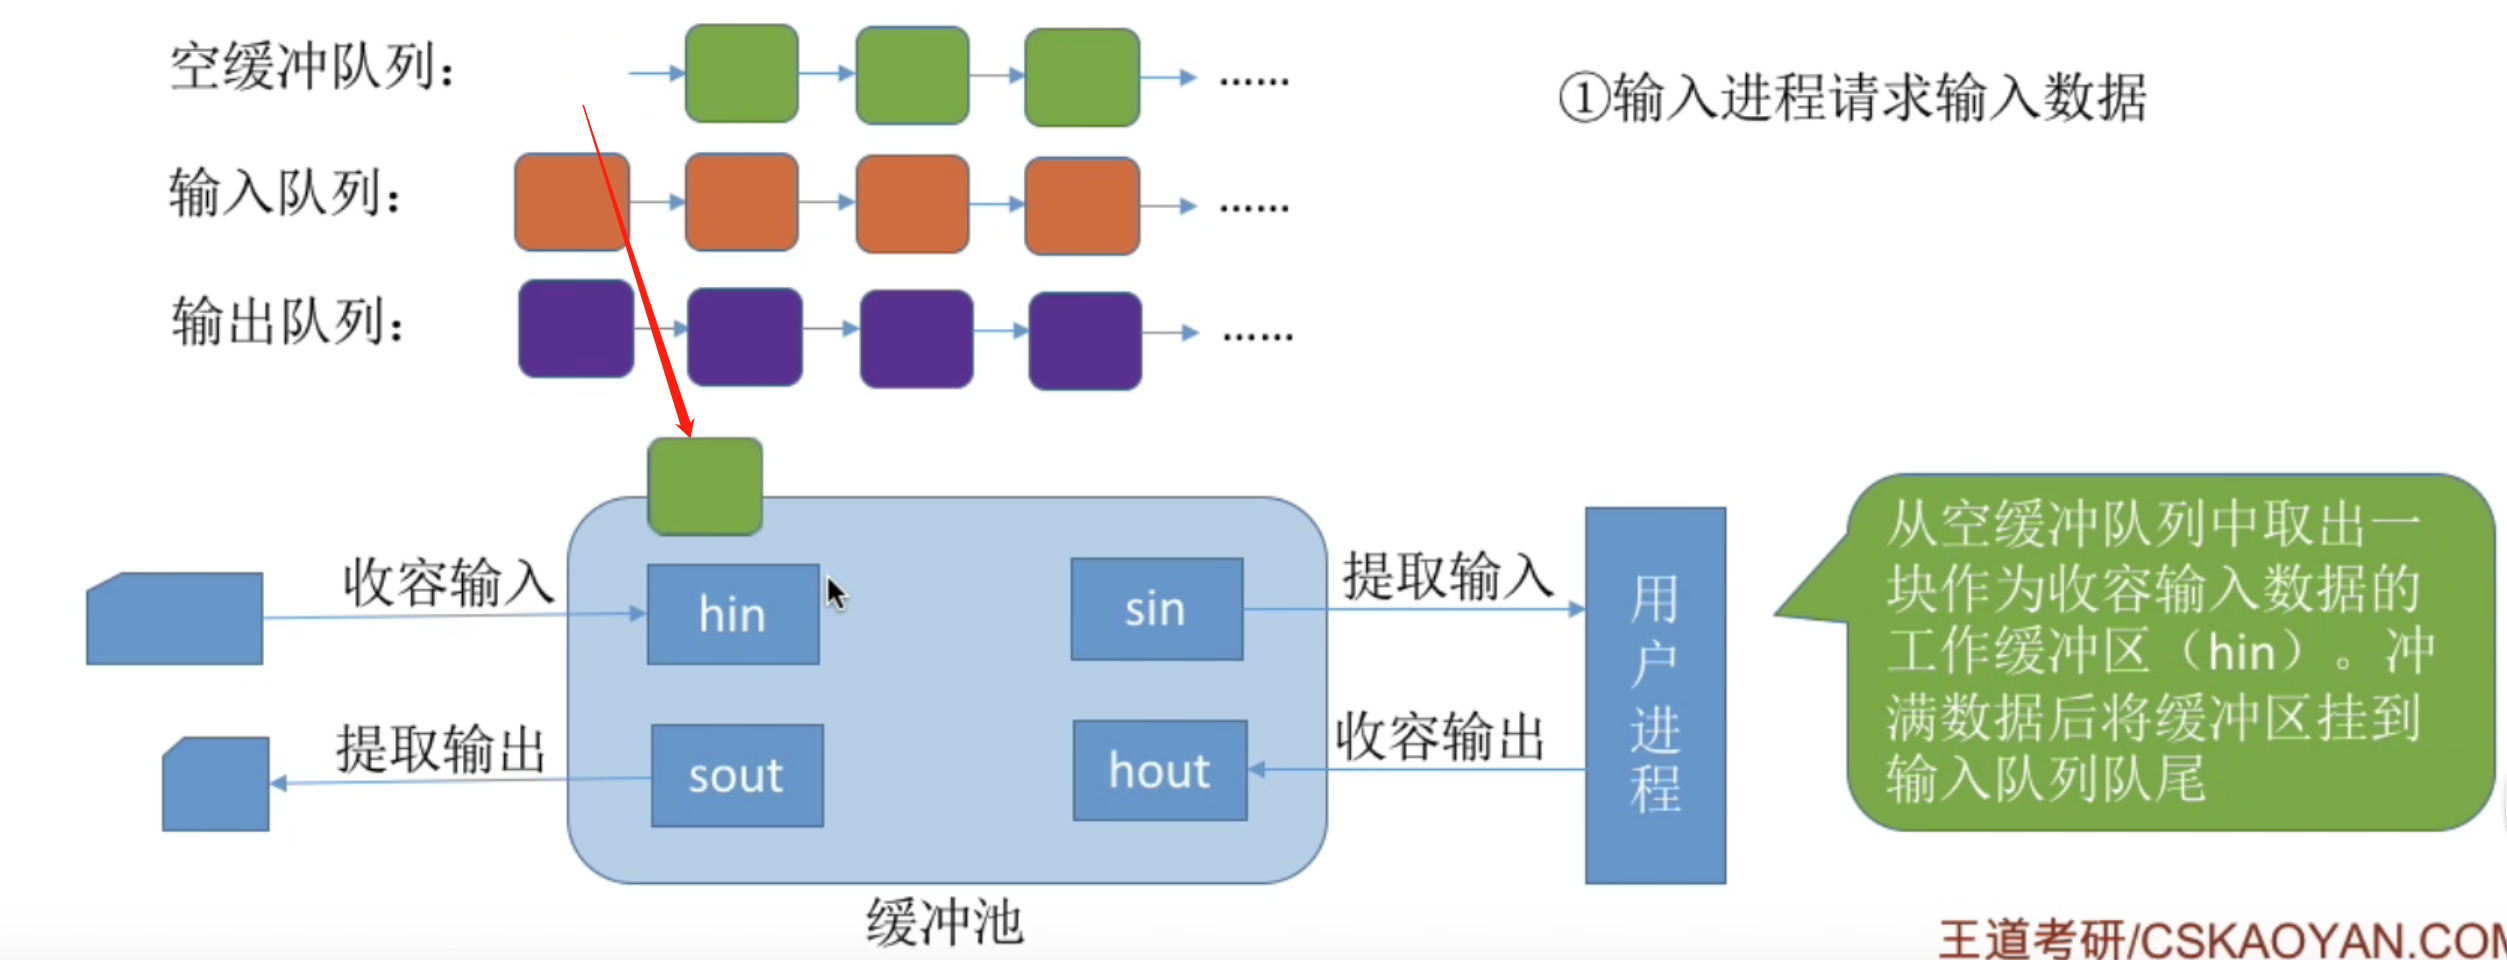 空缓冲队列：
……
①输入进程请求输入数据
输入队列：
……
输出队列：
……
收容输入
hin
sin
提取输入
提取输出
sout
hout
收容输出
用户进程
从空缓冲队列中取出一
块作为收容输入数据的
工作缓冲区（hin）。冲
满数据后将缓冲区挂到
输入队列队尾
缓冲池
王道考研/CSKAOYAN.COM